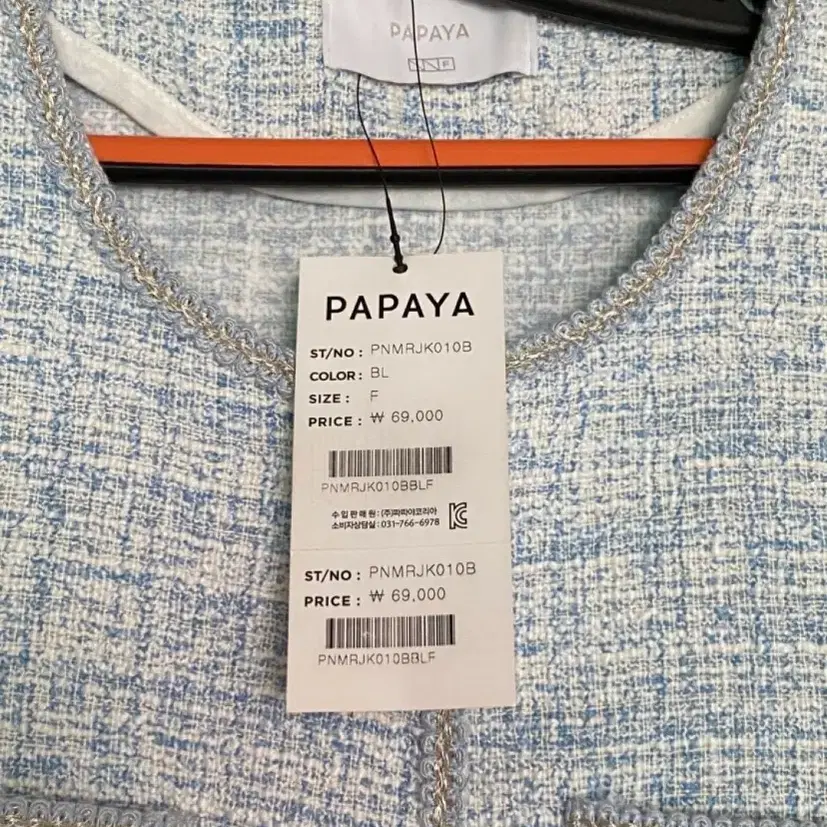 PAPAYA
F
PAPAYA
ST/NO : PNMRJK010B
COLOR : BL
SIZE : F
PRICE : ₩ 69,000
PNMRJK010BBLF
수입판매원 : (주)파파야코리아
소비자상담실 : 031-766-6978
ST/NO : PNMRJK010B
PRICE : ₩ 69,000
PNMRJK010BBLF